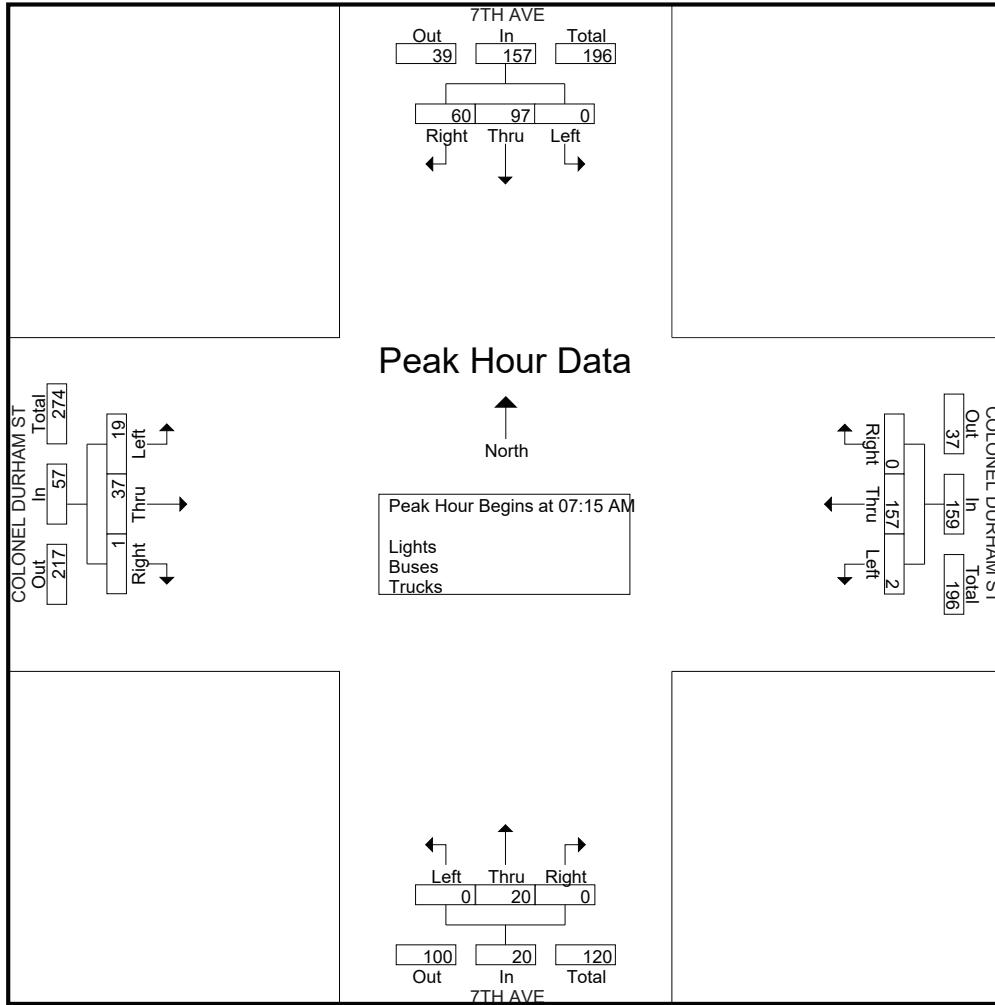 7TH AVE
Out In Total
39 157 196
60 97 0
Right Thru Left
Peak Hour Data
North
Peak Hour Begins at 07:15 AM
Lights
Buses
Trucks
COLONEL DURHAM ST
Out In Total
217 57 274
19 37 1
Left Thru Right
COLONEL DURHAM ST
Out In Total
37 159 196
0 157 2
Right Thru Left
Left Thru Right
0 20 0
100 20 120
Out In Total
7TH AVE